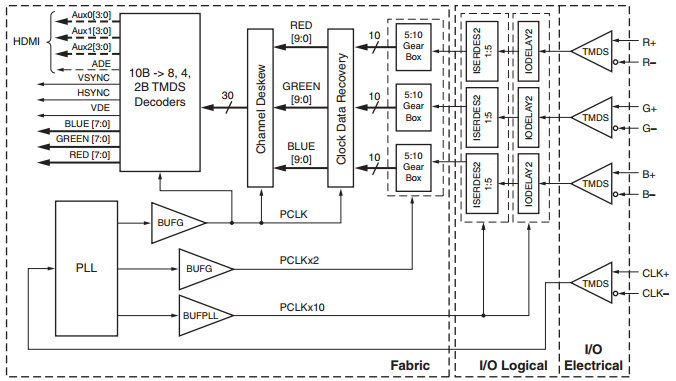 HDMI
Aux0[3:0]
Aux1[3:0]
Aux2[3:0]
ADE
VSYNC
HSYNC
VDE
BLUE [7:0]
GREEN [7:0]
RED [7:0]
10B -> 8, 4,
2B TMDS
Decoders
30
Channel Deskew
RED
[9:0]
GREEN
[9:0]
BLUE
[9:0]
Clock Data Recovery
10
10
10
5:10
Gear
Box
5:10
Gear
Box
5:10
Gear
Box
ISERDES2
1:5
ISERDES2
1:5
ISERDES2
1:5
IODELAY2
IODELAY2
IODELAY2
TMDS
R+
R–
TMDS
G+
G–
TMDS
B+
B–
TMDS
CLK+
CLK–
PLL
BUFG
PCLK
BUFG
PCLKx2
BUFPLL
PCLKx10
Fabric
I/O Logical
I/O
Electrical